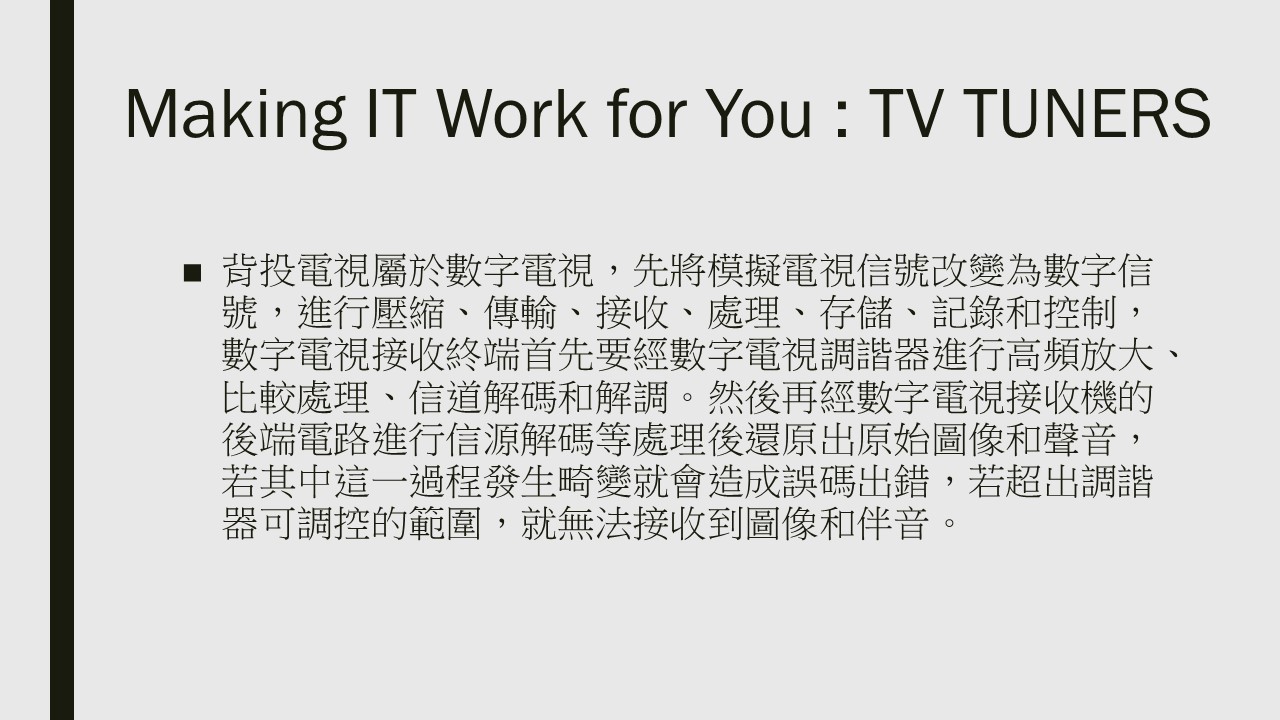 Making IT Work for You : TV TUNERS
■ 背投電視屬於數字電視，先將模擬電視信號改變為數字信
號，進行壓縮、傳輸、接收、處理、存儲、記錄和控制，
數字電視接收終端首先要經數字電視調諧器進行高頻放大、
比較處理、信道解碼和解調。然後再經數字電視接收機的
後端電路進行信源解碼等處理後還原出原始圖像和聲音，
若其中這一過程發生畸變就會造成誤碼出錯，若超出調諧
器可調控的範圍，就無法接收到圖像和伴音。